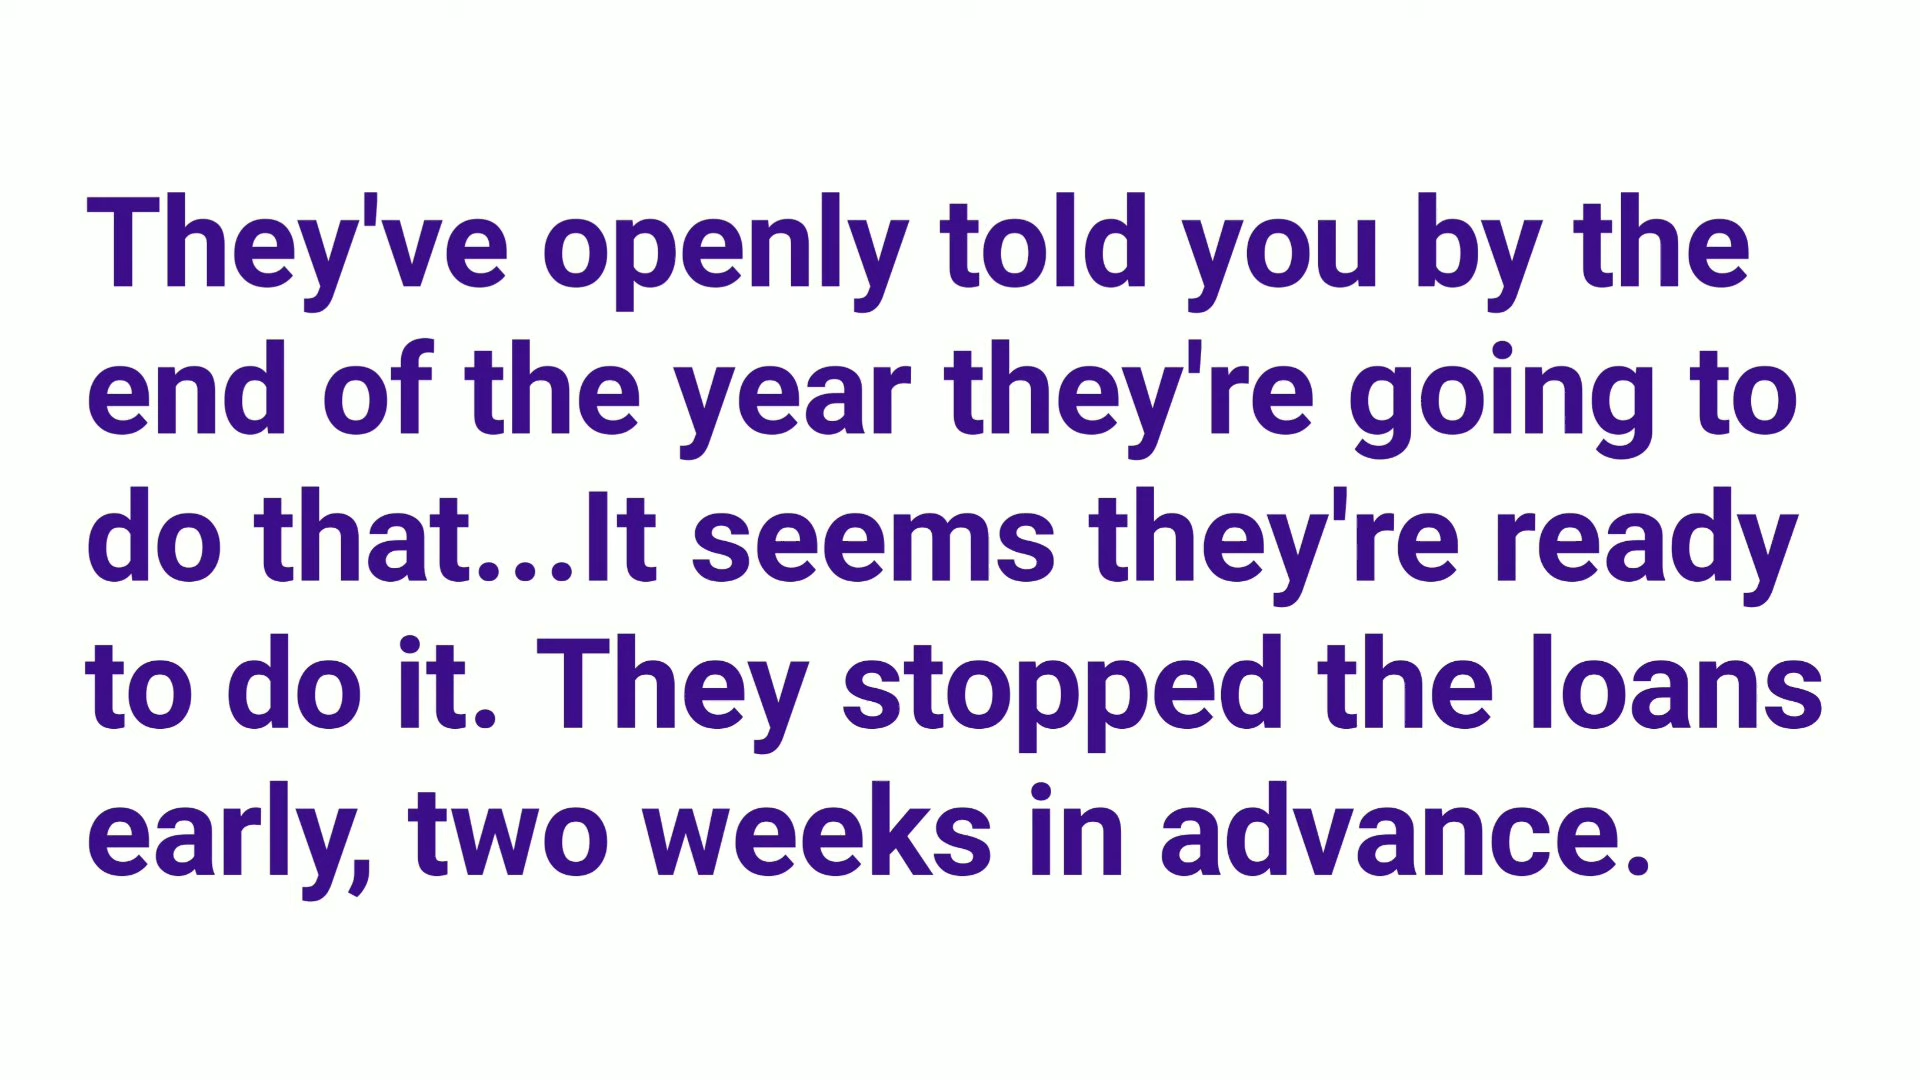 They've openly told you by the
end of the year they're going to
do that...It seems they're ready
to do it. They stopped the loans
early, two weeks in advance.